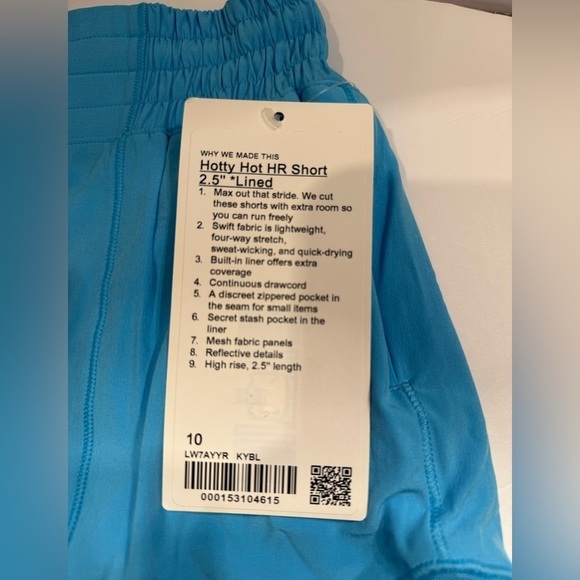 WHY WE MADE THIS
Hotty Hot HR Short
2.5" *Lined
1. Max out that stride. We cut
these shorts with extra room so
you can run freely
2. Swift fabric is lightweight,
four-way stretch,
sweat-wicking, and quick-drying
3. Built-in liner offers extra
coverage
4. Continuous drawcord
5. A discreet zippered pocket in
the seam for small items
6. Secret stash pocket in the
liner
7. Mesh fabric panels
8. Reflective details
9. High rise, 2.5" length
10
LW7AYYR KYBL
000153104615